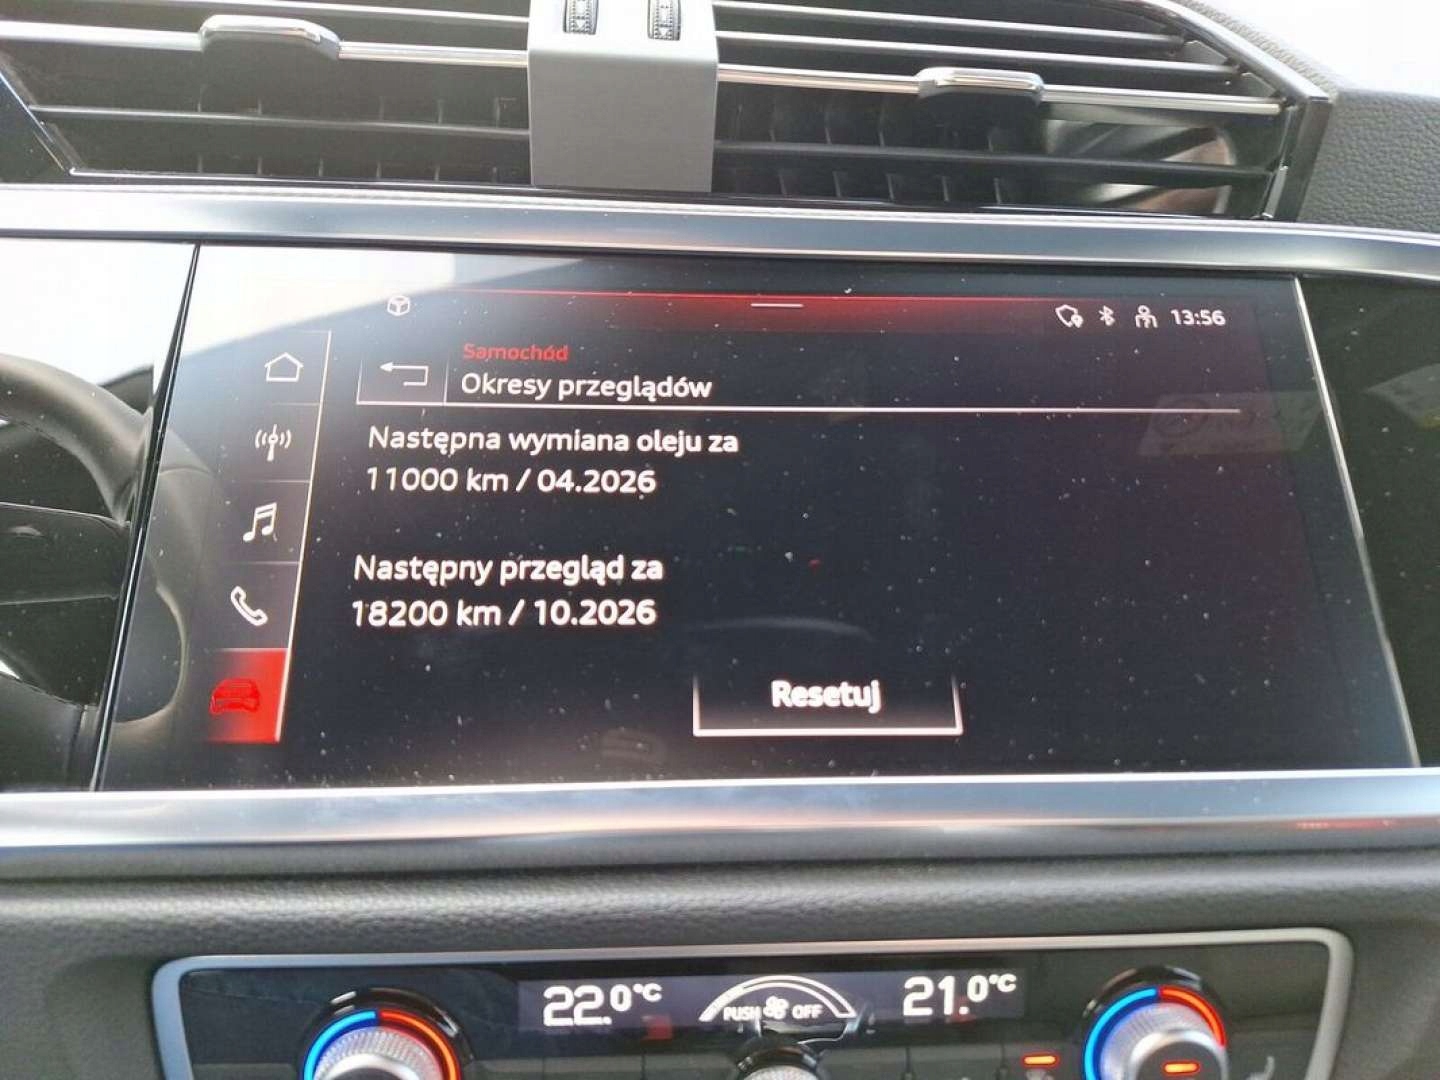 13:56
Samochód
Okresy przeglądów
Następna wymiana oleju za
11000 km / 04.2026
Następny przegląd za
18200 km / 10.2026
Resetuj
22.0°C
PUSH OFF
21.0°C